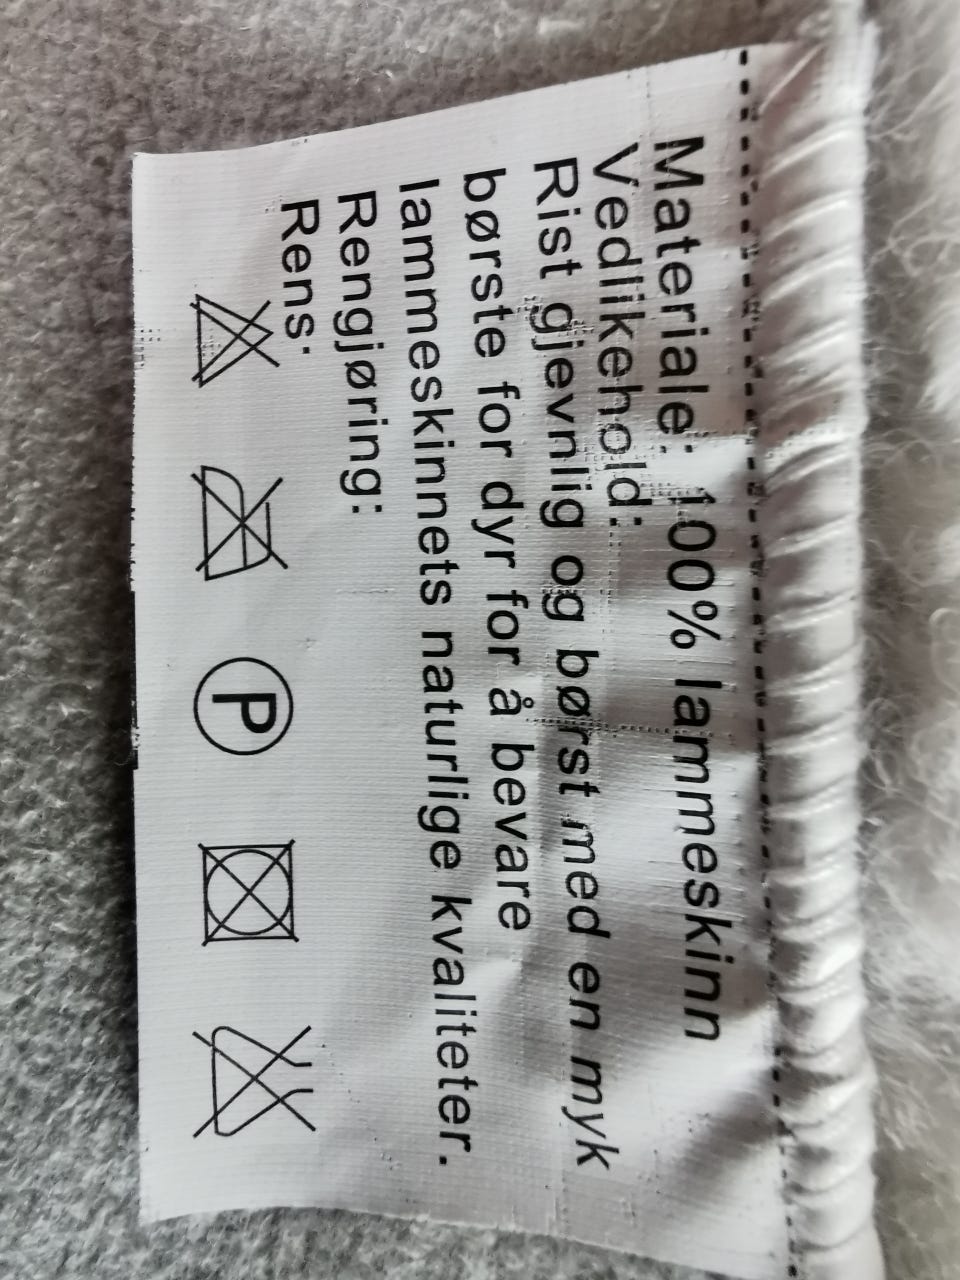 Materiale: 100% lammeskinn
Vedlikehold:
Rist gjevnlig og børst med en myk
børste for dyr for å bevare
lammeskinnets naturlige kvaliteter.
Rengjøring:
Rens.
P